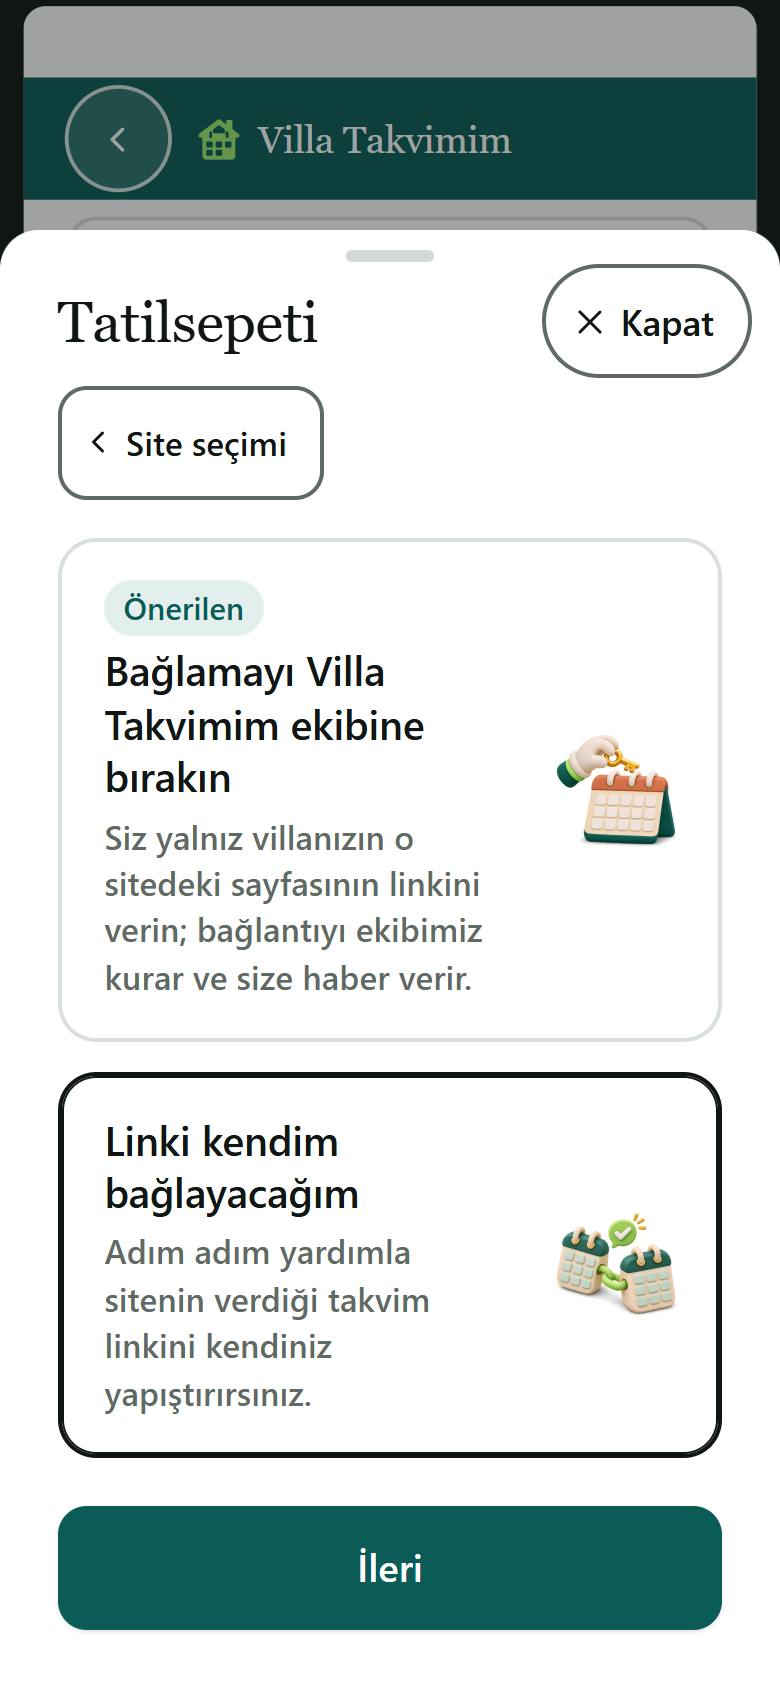 Villa Takvimim
Tatilsepeti
Kapat
Site seçimi
Önerilen
Bağlamayı Villa
Takvimim ekibine
bırakın
Siz yalnız villanızın o
sitedeki sayfasının linkini
verin; bağlantıyı ekibimiz
kurar ve size haber verir.
Linki kendim
bağlayacağım
Adım adım yardımla
sitenin verdiği takvim
linkini kendiniz
yapıştırırsınız.
İleri